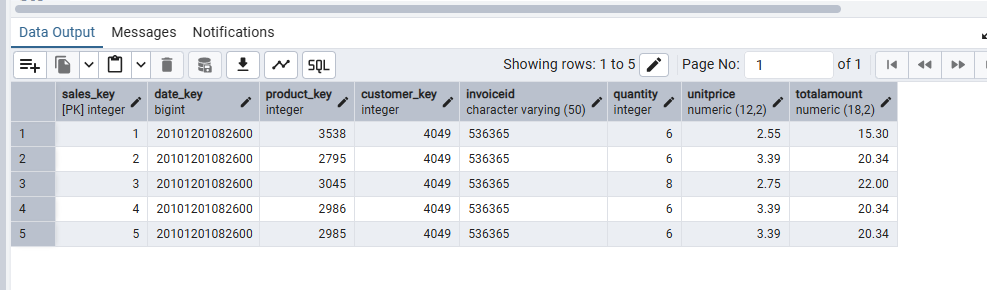 Data Output Messages Notifications
SQL Showing rows: 1 to 5 Page No: 1 of 1
sales_key date_key product_key customer_key invoiceid quantity unitprice totalamount
[PK] integer bigint integer integer character varying (50) integer numeric (12,2) numeric (18,2)
1 1 20101201082600 3538 4049 536365 6 2.55 15.30
2 2 20101201082600 2795 4049 536365 6 3.39 20.34
3 3 20101201082600 3045 4049 536365 8 2.75 22.00
4 4 20101201082600 2986 4049 536365 6 3.39 20.34
5 5 20101201082600 2985 4049 536365 6 3.39 20.34